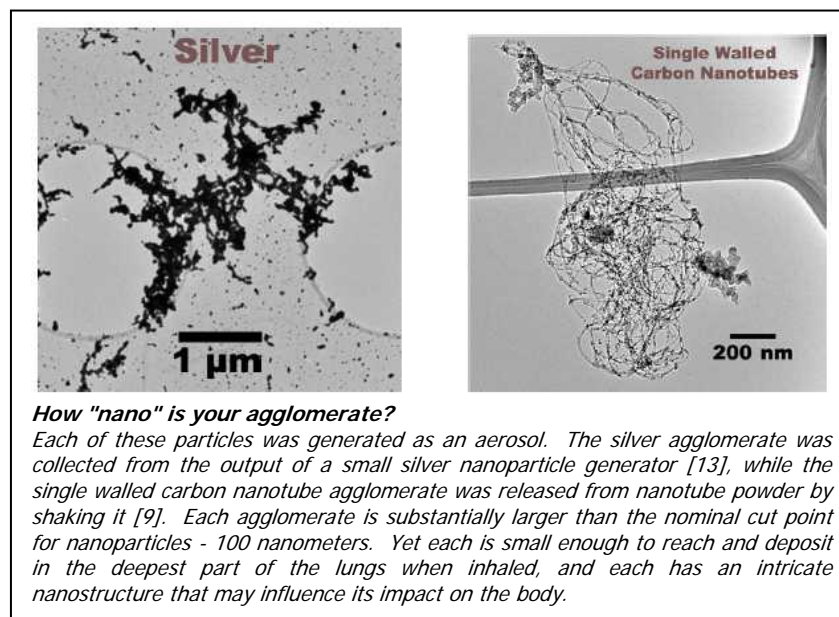 Silver
Single Walled
Carbon Nanotubes
1 µm
200 nm
How "nano" is your agglomerate?
Each of these particles was generated as an aerosol. The silver agglomerate was
collected from the output of a small silver nanoparticle generator [13], while the
single walled carbon nanotube agglomerate was released from nanotube powder by
shaking it [9]. Each agglomerate is substantially larger than the nominal cut point
for nanoparticles - 100 nanometers. Yet each is small enough to reach and deposit
in the deepest part of the lungs when inhaled, and each has an intricate
nanostructure that may influence its impact on the body.